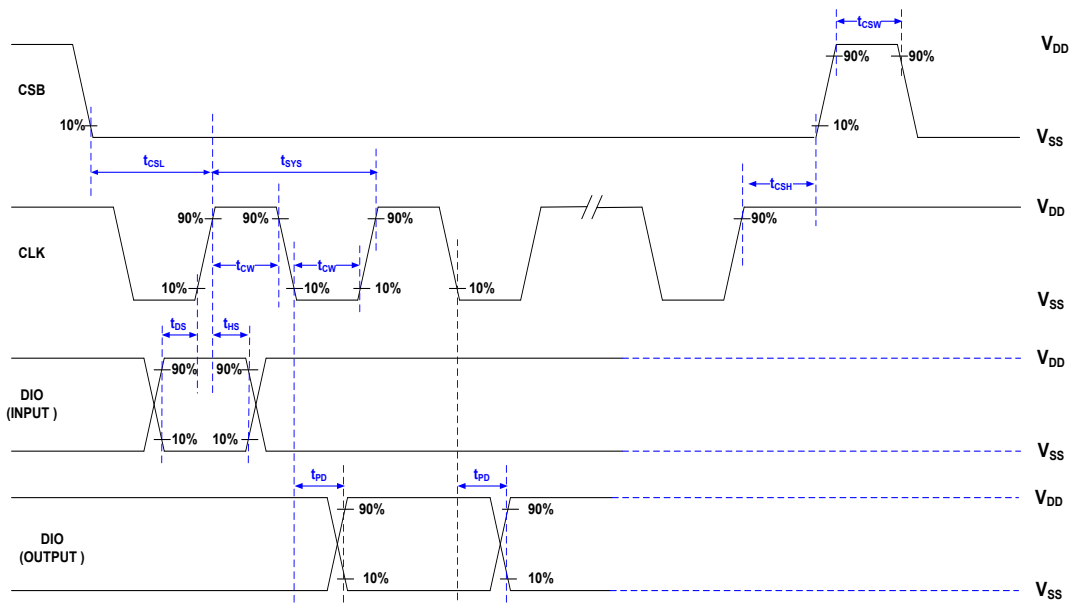 tCSW
VDD
90% 90%
CSB
10% 10%
VSS
tCSL tSYS
tCSH
VDD
90% 90% 90% 90%
CLK
tCW tCW
10% 10% 10% 10%
VSS
tDS tHS
VDD
90% 90%
DIO
(INPUT )
10% 10%
VSS
tPD tPD
VDD
90% 90%
DIO
(OUTPUT )
10% 10%
VSS